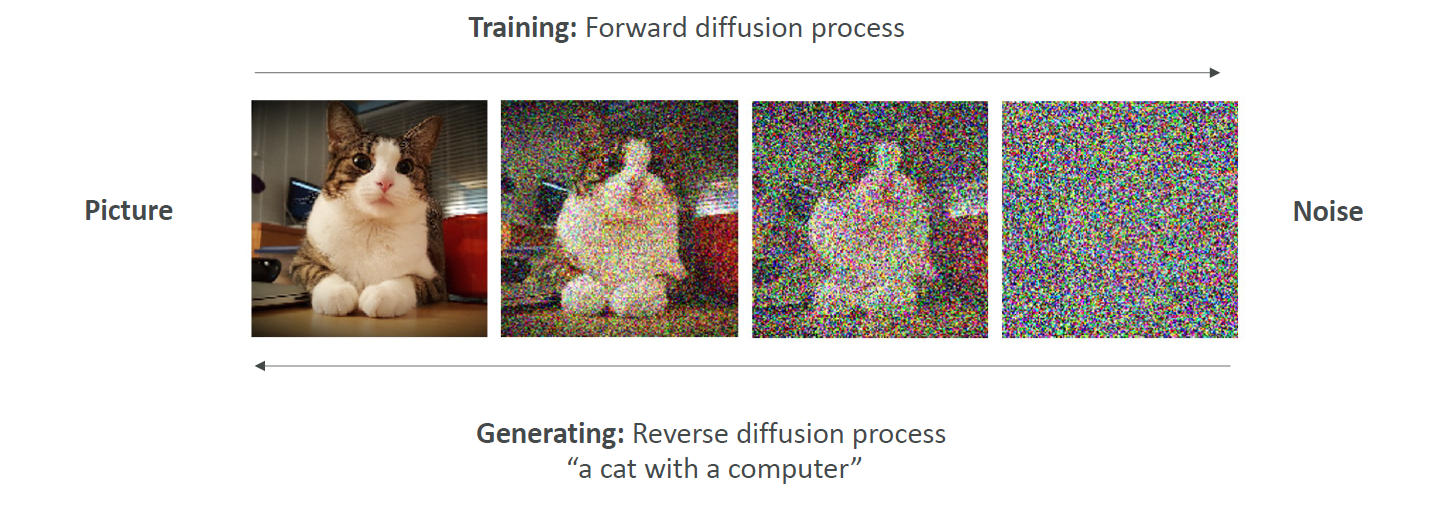 Training: Forward diffusion process
Picture
Noise
Generating: Reverse diffusion process
“a cat with a computer”